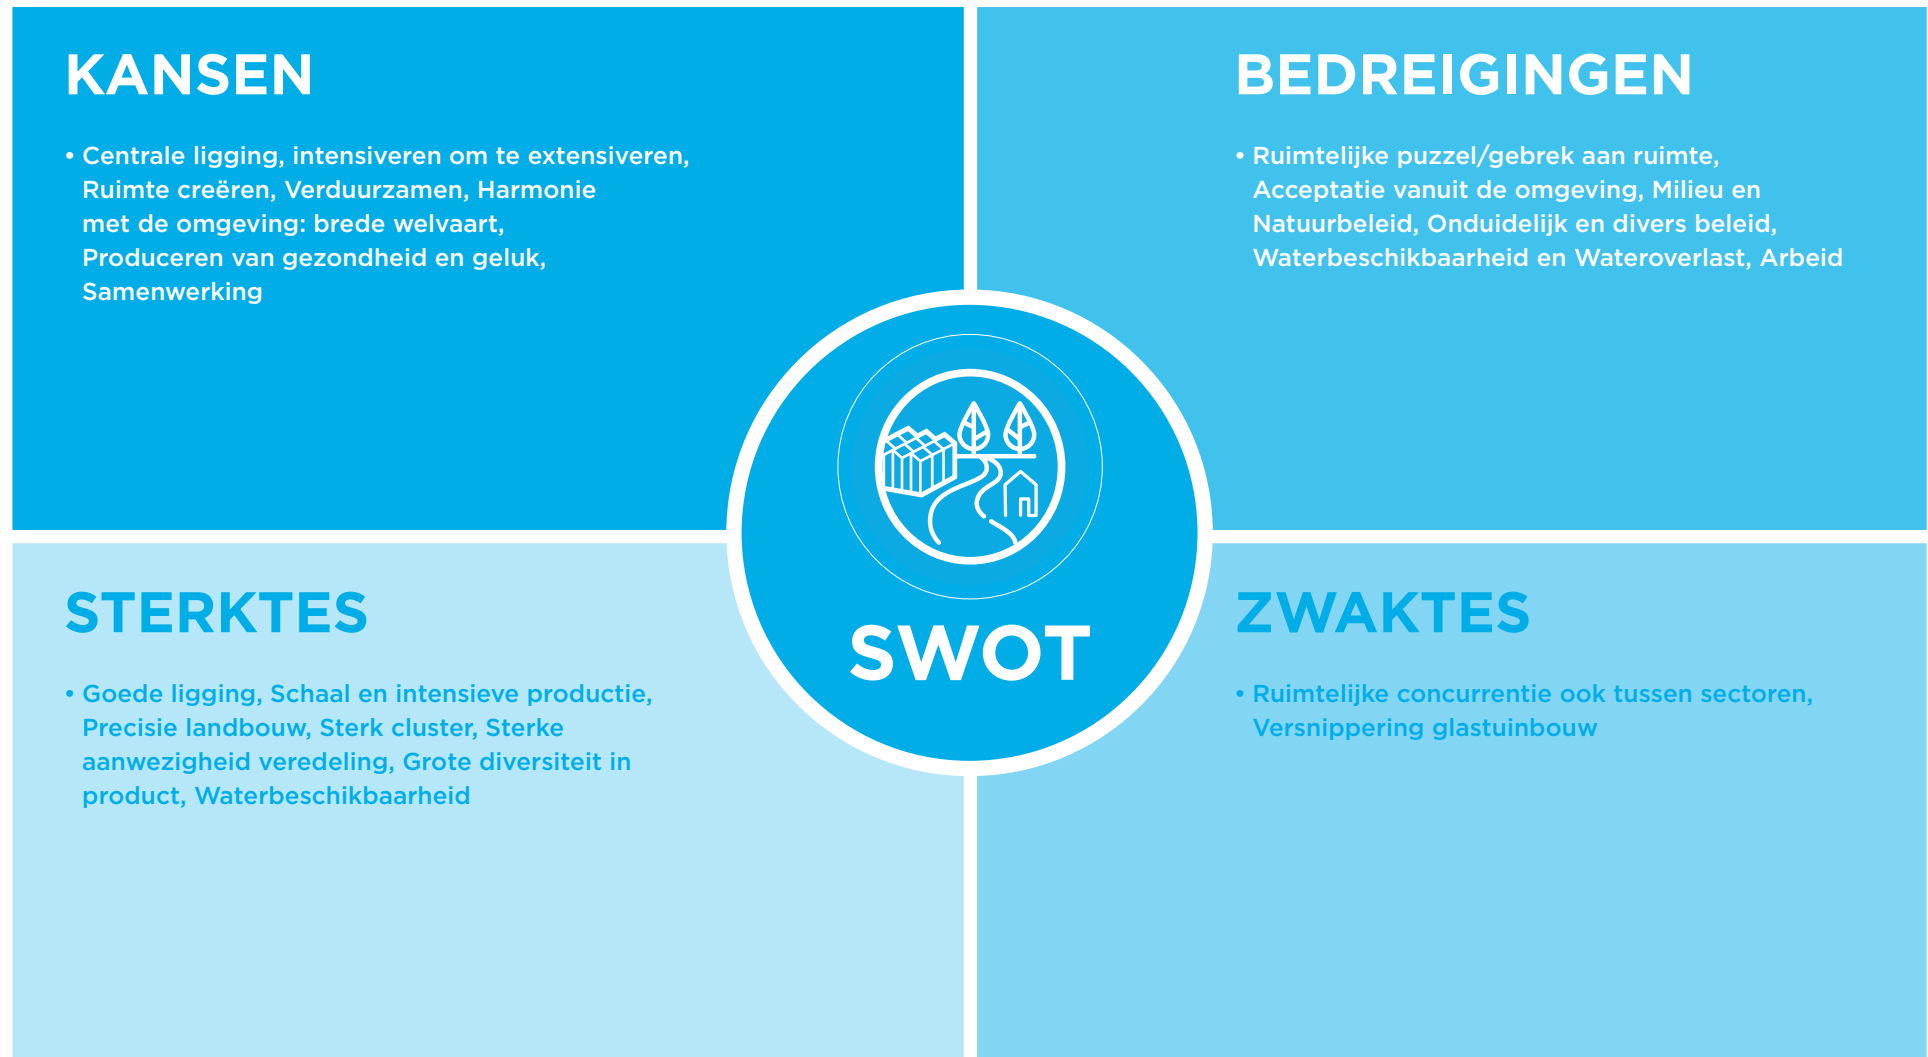 KANSEN
• Centrale ligging, intensiveren om te extensiveren,
Ruimte creëren, Verduurzamen, Harmonie
met de omgeving: brede welvaart,
Produceren van gezondheid en geluk,
Samenwerking
BEDREIGINGEN
• Ruimtelijke puzzel/gebrek aan ruimte,
Acceptatie vanuit de omgeving, Milieu en
Natuurbeleid, Onduidelijk en divers beleid,
Waterbeschikbaarheid en Wateroverlast, Arbeid
SWOT
STERKTES
• Goede ligging, Schaal en intensieve productie,
Precisie landbouw, Sterk cluster, Sterke
aanwezigheid veredeling, Grote diversiteit in
product, Waterbeschikbaarheid
ZWAKTES
• Ruimtelijke concurrentie ook tussen sectoren,
Versnippering glastuinbouw